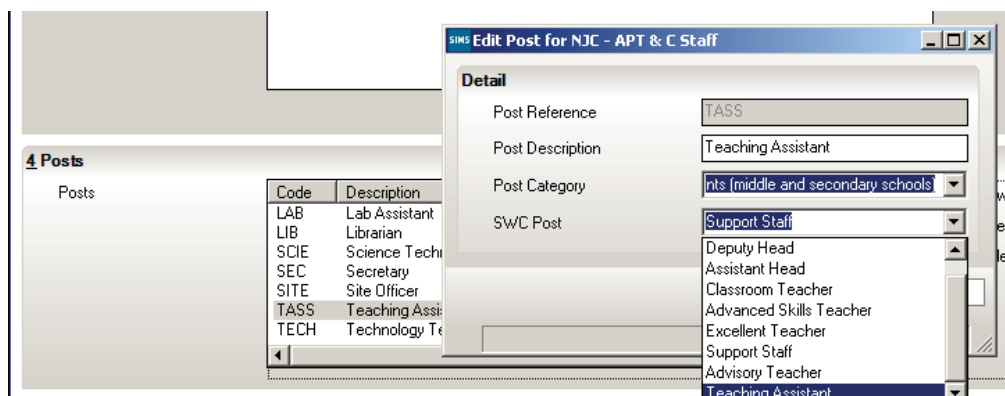 SIMS Edit Post for NJC - APT & C Staff
Detail
Post Reference
TASS
Post Description
Teaching Assistant
Post Category
nts (middle and secondary schools)
SWC Post
Support Staff
Deputy Head
Assistant Head
Classroom Teacher
Advanced Skills Teacher
Excellent Teacher
Support Staff
Advisory Teacher
Teaching Assistant
4 Posts
Posts
Code Description
LAB Lab Assistant
LIB Librarian
SCIE Science Techn
SEC Secretary
SITE Site Officer
TASS Teaching Assi
TECH Technology Te